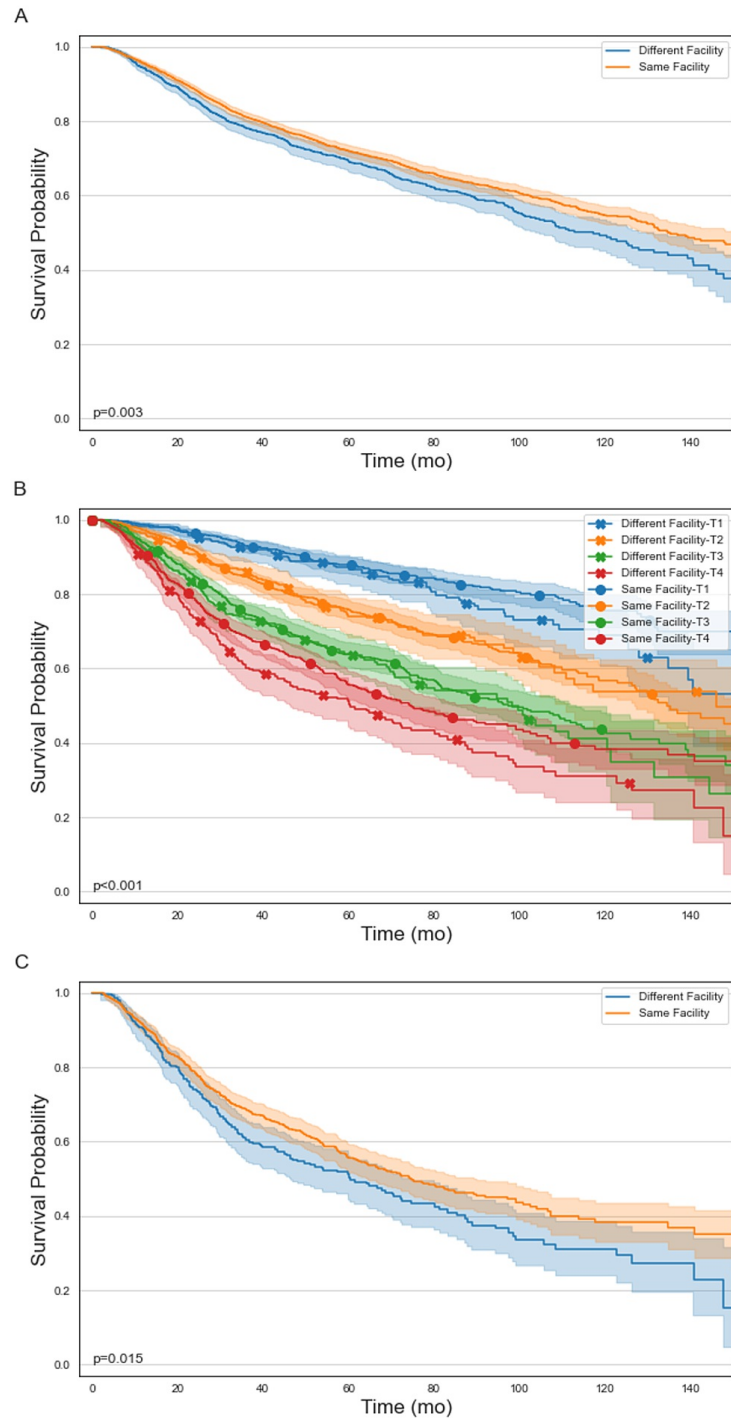 A
1.0
0.8
0.6
0.4
0.2
0.0
Survival Probability
Different Facility
Same Facility
p=0.003
0 20 40 60 80 100 120 140
Time (mo)
B
1.0
0.8
0.6
0.4
0.2
0.0
Survival Probability
Different Facility-T1
Different Facility-T2
Different Facility-T3
Different Facility-T4
Same Facility-T1
Same Facility-T2
Same Facility-T3
Same Facility-T4
p<0.001
0 20 40 60 80 100 120 140
Time (mo)
C
1.0
0.8
0.6
0.4
0.2
0.0
Survival Probability
Different Facility
Same Facility
p=0.015
0 20 40 60 80 100 120 140
Time (mo)